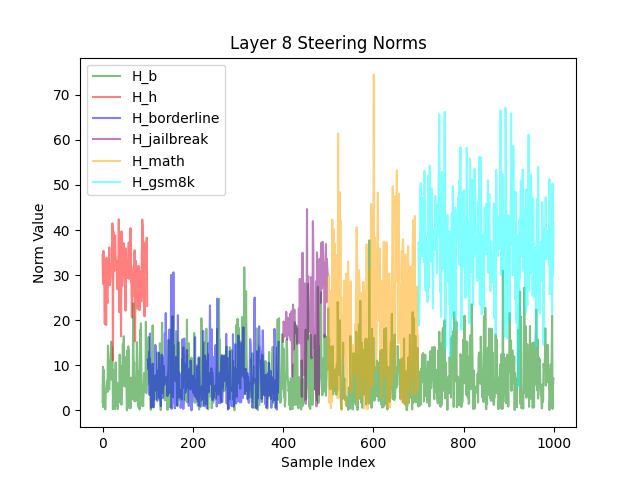 Layer 8 Steering Norms
H_b
H_h
H_borderline
H_jailbreak
H_math
H_gsm8k
Norm Value
70
60
50
40
30
20
10
0
0
200
400
600
800
1000
Sample Index